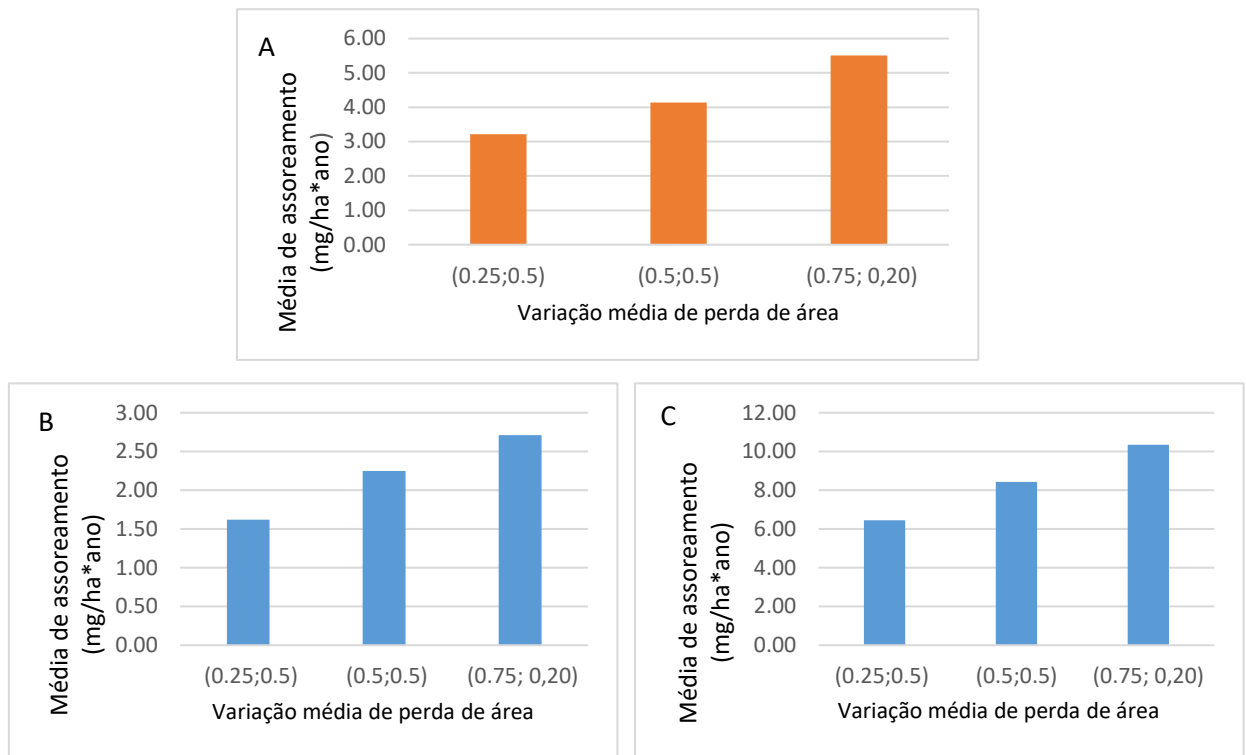 A
Média de assoreamento
(mg/ha*ano)
6.00
5.00
4.00
3.00
2.00
1.00
0.00
(0.25;0.5)
(0.5;0.5)
(0.75; 0,20)
Variação média de perda de área
B
Média de assoreamento
(mg/ha*ano)
3.00
2.50
2.00
1.50
1.00
0.50
0.00
(0.25;0.5)
(0.5;0.5)
(0.75; 0,20)
Variação média de perda de área
C
Média de assoreamento
(mg/ha*ano)
12.00
10.00
8.00
6.00
4.00
2.00
0.00
(0.25;0.5)
(0.5;0.5)
(0.75; 0,20)
Variação média de perda de área